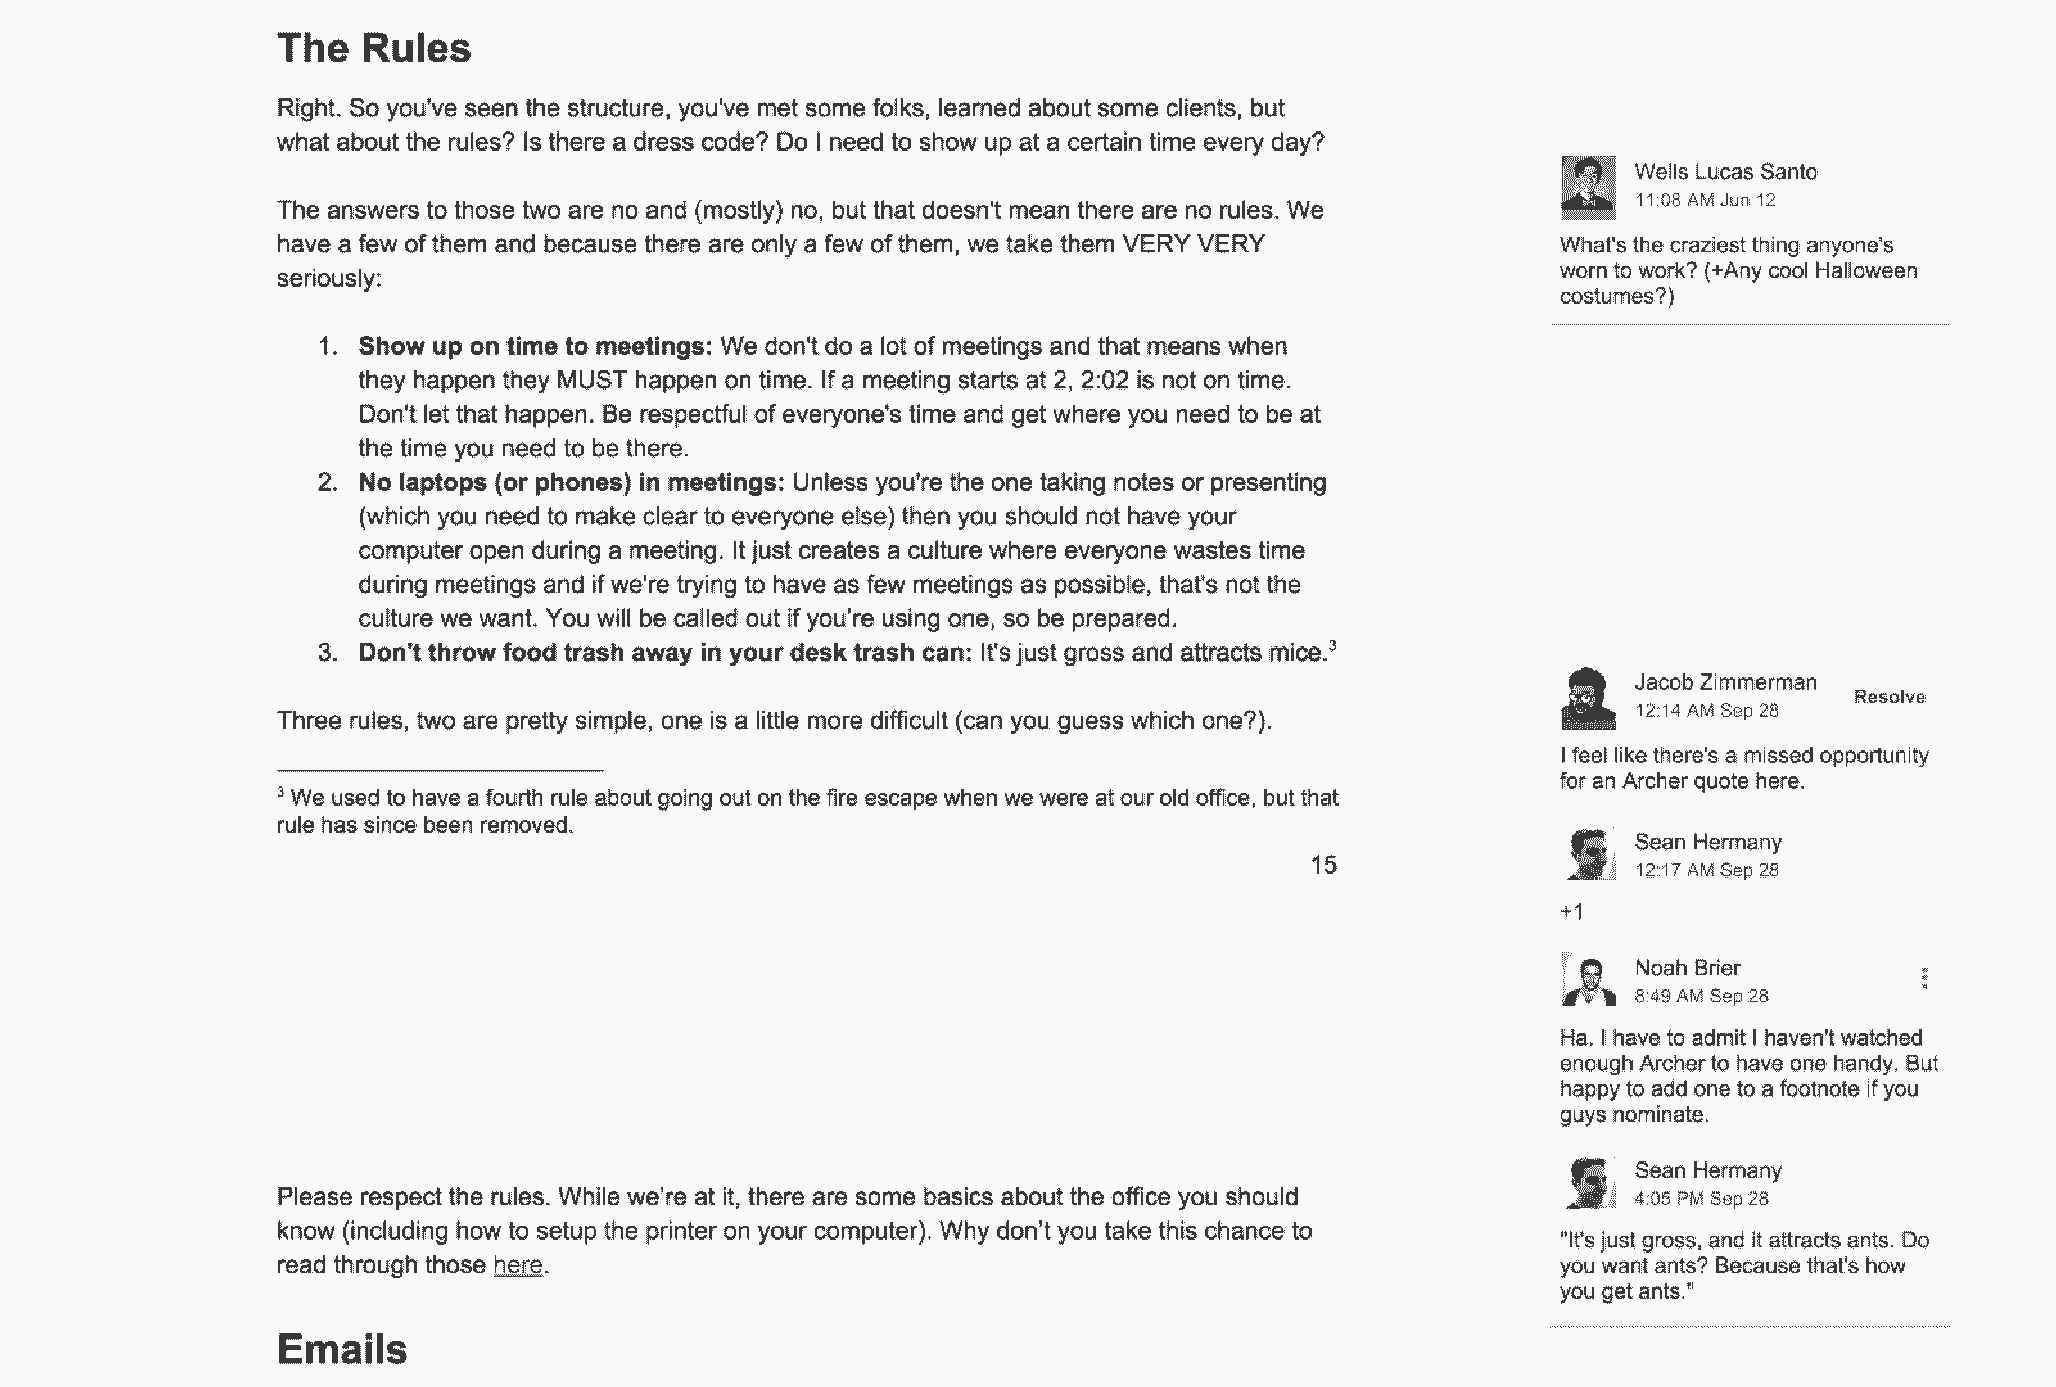 The Rules
Right. So you've seen the structure, you've met some folks, learned about some clients, but
what about the rules? Is there a dress code? Do I need to show up at a certain time every day?
The answers to those two are no and (mostly) no, but that doesn't mean there are no rules. We
have a few of them and because there are only a few of them, we take them VERY VERY
seriously:
1. Show up on time to meetings: We don't do a lot of meetings and that means when
they happen they MUST happen on time. If a meeting starts at 2, 2:02 is not on time.
Don't let that happen. Be respectful of everyone's time and get where you need to be at
the time you need to be there.
2. No laptops (or phones) in meetings: Unless you're the one taking notes or presenting
(which you need to make clear to everyone else) then you should not have your
computer open during a meeting. It just creates a culture where everyone wastes time
during meetings and if we're trying to have as few meetings as possible, that's not the
culture we want. You will be called out if you're using one, so be prepared.
3. Don't throw food trash away in your desk trash can: It's just gross and attracts mice.³
Three rules, two are pretty simple, one is a little more difficult (can you guess which one?).
³ We used to have a fourth rule about going out on the fire escape when we were at our old office, but that
rule has since been removed.
15
Please respect the rules. While we're at it, there are some basics about the office you should
know (including how to setup the printer on your computer). Why don't you take this chance to
read through those here.
Emails
Wells Lucas Santo
11:08 AM Jun 12
What's the craziest thing anyone's
worn to work? (+Any cool Halloween
costumes?)
Jacob Zimmerman
Resolve
12:14 AM Sep 28
I feel like there's a missed opportunity
for an Archer quote here.
Sean Hermany
12:17 AM Sep 28
+1
Noah Brier
8:49 AM Sep 28
Ha. I have to admit I haven't watched
enough Archer to have one handy. But
happy to add one to a footnote if you
guys nominate.
Sean Hermany
4:05 PM Sep 28
"It's just gross, and it attracts ants. Do
you want ants? Because that's how
you get ants."